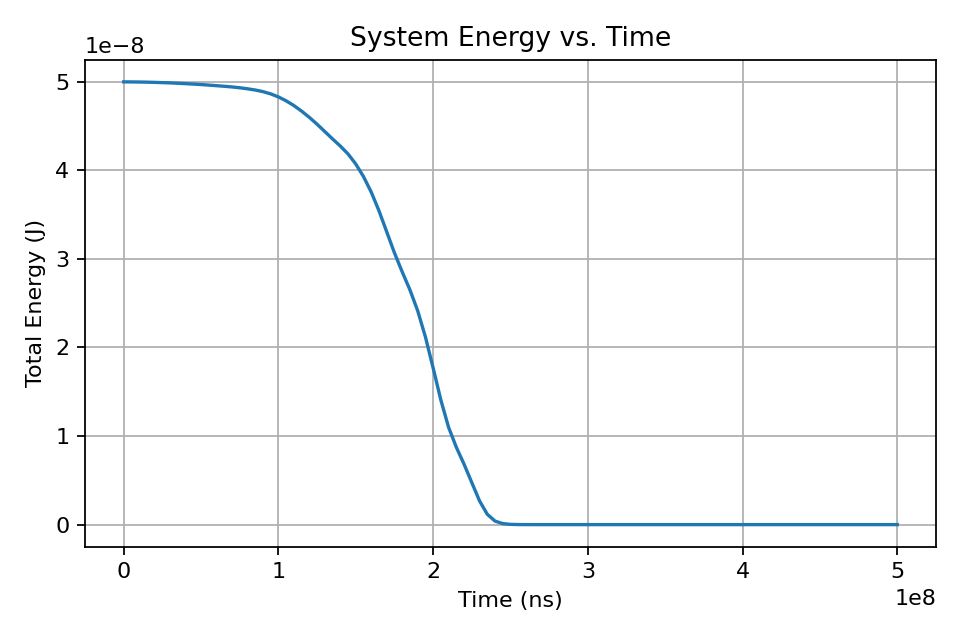 System Energy vs. Time
1e−8
Total Energy (J)
5
4
3
2
1
0
0 1 2 3 4 5
1e8
Time (ns)